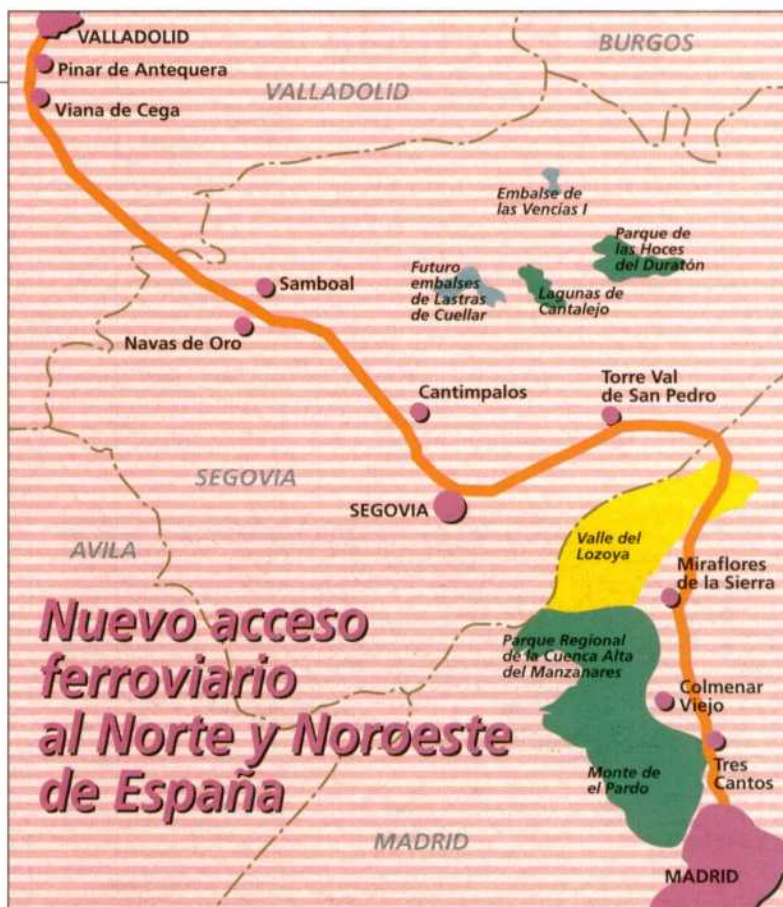 VALLADOLID
BURGOS
Pinar de Antequera
VALLADOLID
Viana de Cega
Embalse de
las Vencías I
Parque de
las Hoces
del Duratón
Futuro
embalses
de Lastras
de Cuellar
Lagunas de
Cantalejo
Samboal
Navas de Oro
Cantimpalos
Torre Val
de San Pedro
SEGOVIA
SEGOVIA
AVILA
Valle del
Lozoya
Miraflores
de la Sierra
Nuevo acceso
ferroviario
al Norte y Noroeste
de España
Parque Regional
de la Cuenca Alta
del Manzanares
Colmenar
Viejo
Tres
Cantos
Monte de
el Pardo
MADRID
MADRID